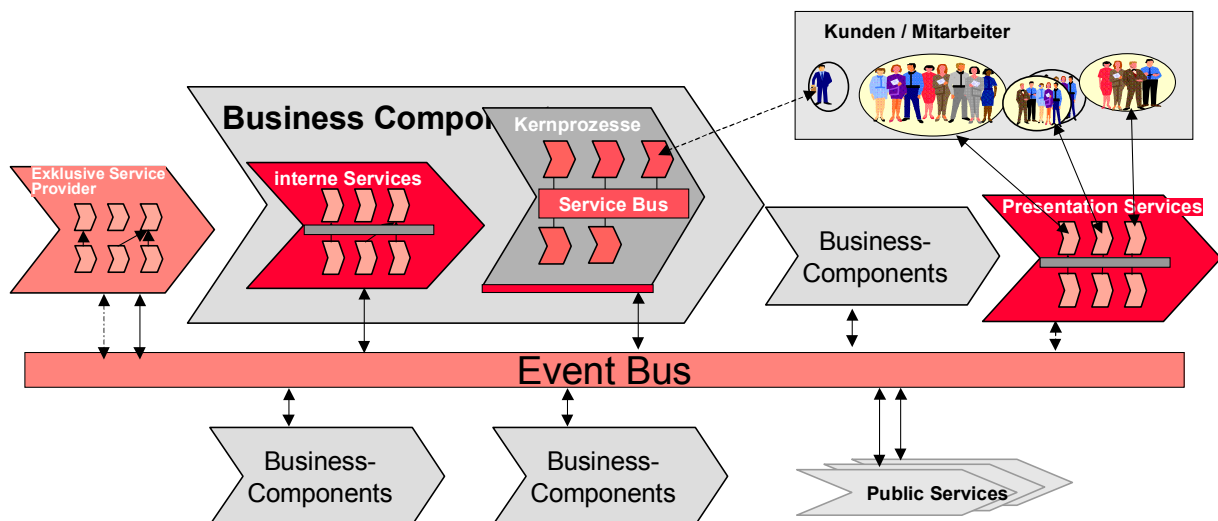 Kunden / Mitarbeiter
Business Compo
Kernprozesse
Exklusive Service
Provider
interne Services
Service Bus
Presentation Services
Business-
Components
Event Bus
Business-
Components
Business-
Components
Public Services